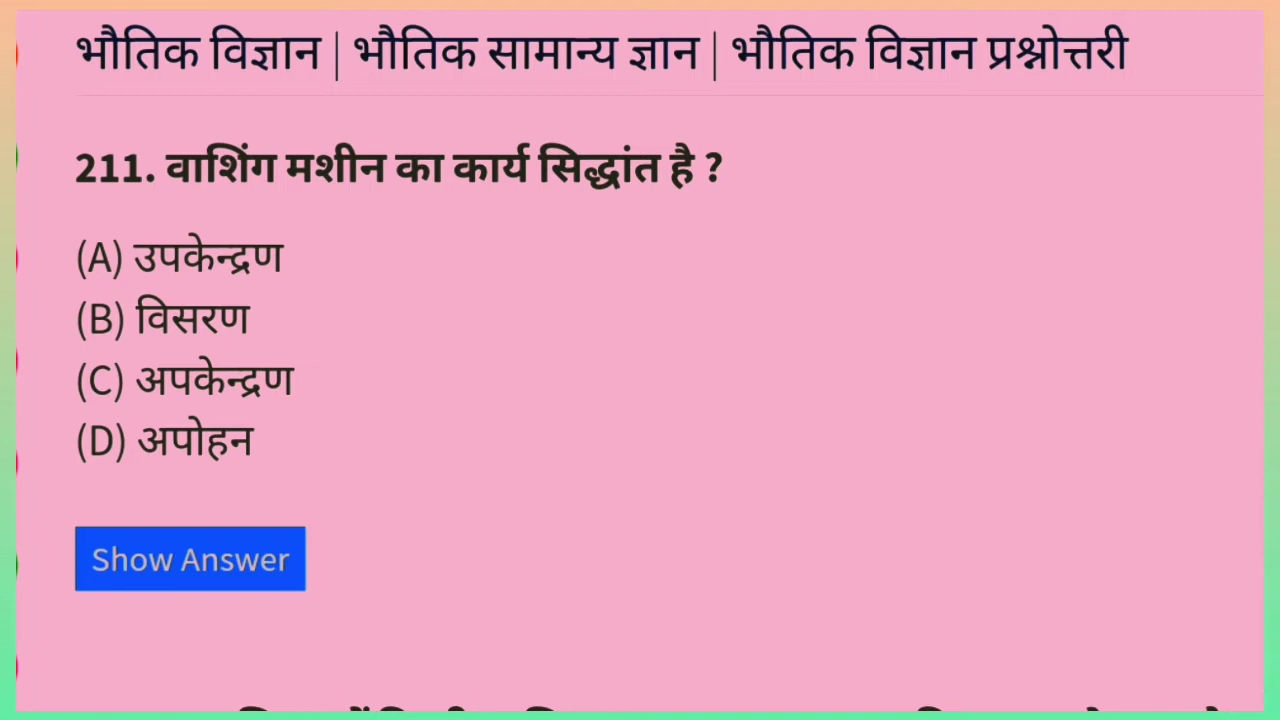 भौतिक विज्ञान | भौतिक सामान्य ज्ञान | भौतिक विज्ञान प्रश्नोत्तरी
211. वाशिंग मशीन का कार्य सिद्धांत है ?
(A) उपकेन्द्रण
(B) विसरण
(C) अपकेन्द्रण
(D) अपोहन
Show Answer